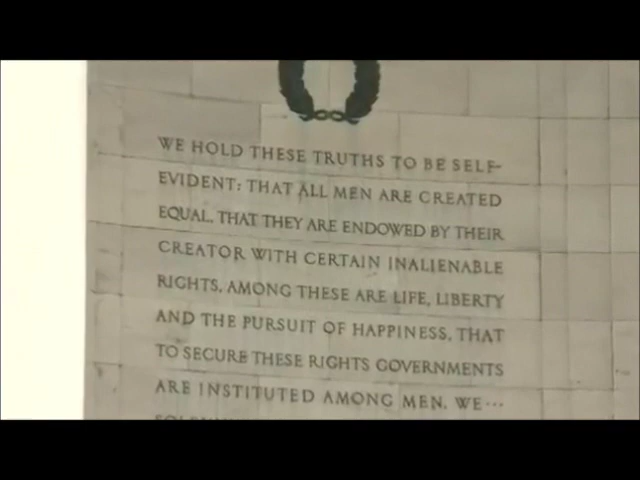 WE HOLD THESE TRUTHS TO BE SELF-
EVIDENT: THAT ALL MEN ARE CREATED
EQUAL, THAT THEY ARE ENDOWED BY THEIR
CREATOR WITH CERTAIN INALIENABLE
RIGHTS, AMONG THESE ARE LIFE, LIBERTY
AND THE PURSUIT OF HAPPINESS, THAT
TO SECURE THESE RIGHTS GOVERNMENTS
ARE INSTITUTED AMONG MEN. WE···